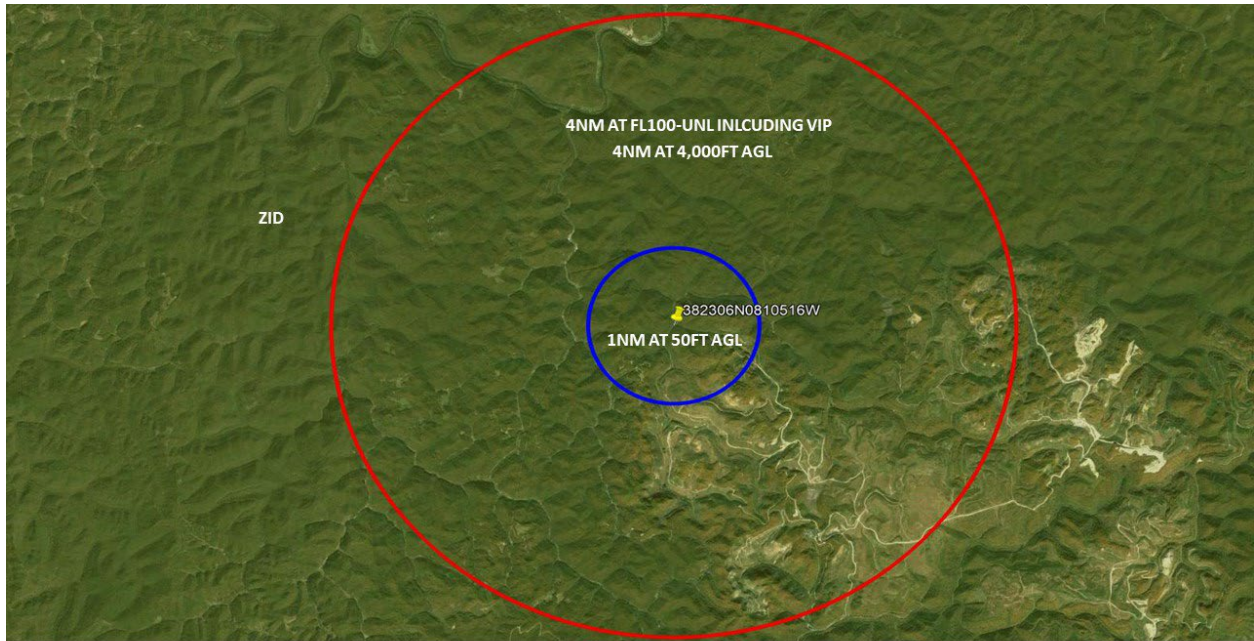 4NM AT FL100-UNL INLCUDING VIP
4NM AT 4,000FT AGL
ZID
382306N0810516W
1NM AT 50FT AGL